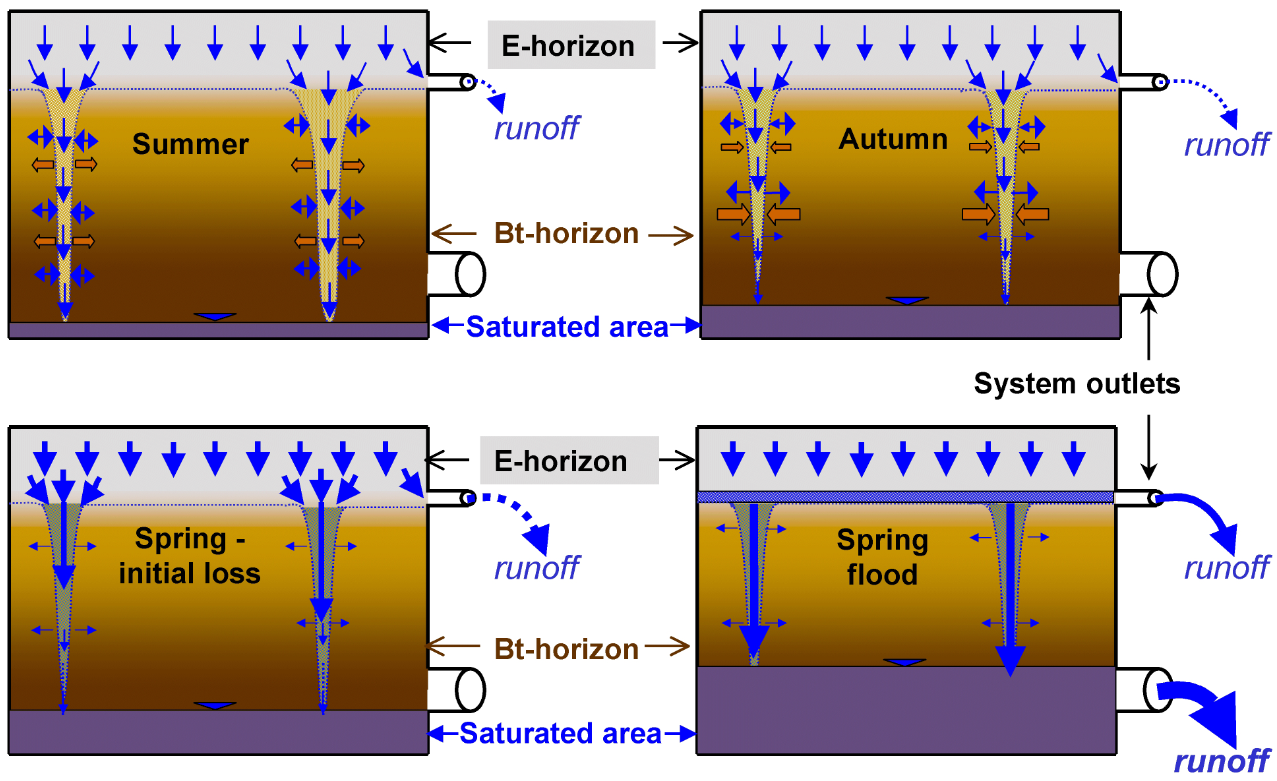 E-horizon
runoff
runoff
Summer
Autumn
Bt-horizon
Saturated area
System outlets
E-horizon
Spring -
initial loss
runoff
Spring
flood
runoff
Bt-horizon
Saturated area
runoff